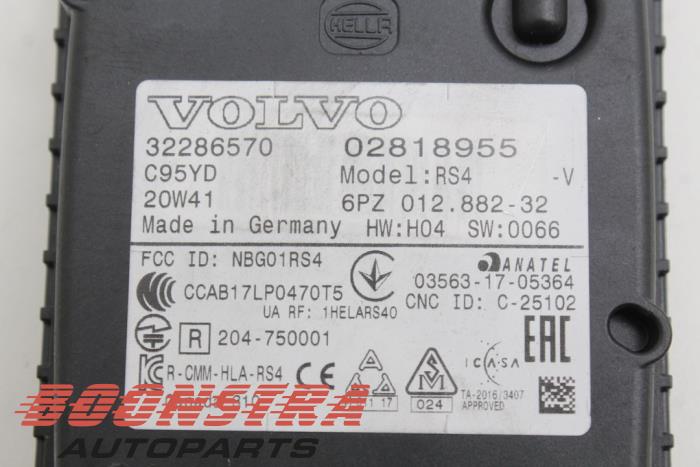 HELLA
VOLVO
32286570 02818955
C95YD Model:RS4 -V
20W41 6PZ 012.882-32
Made in Germany HW:H04 SW:0066
FCC ID: NBG01RS4 ANATEL
CCAB17LP0470T5 03563-17-05364
UA RF: 1HELARS40 CNC ID: C-25102
R 204-750001 EAC
R-CMM-HLA-RS4 CE ICASA
17 024 TA-2016/3407
APPROVED
BOONSTRA
AUTOPARTS